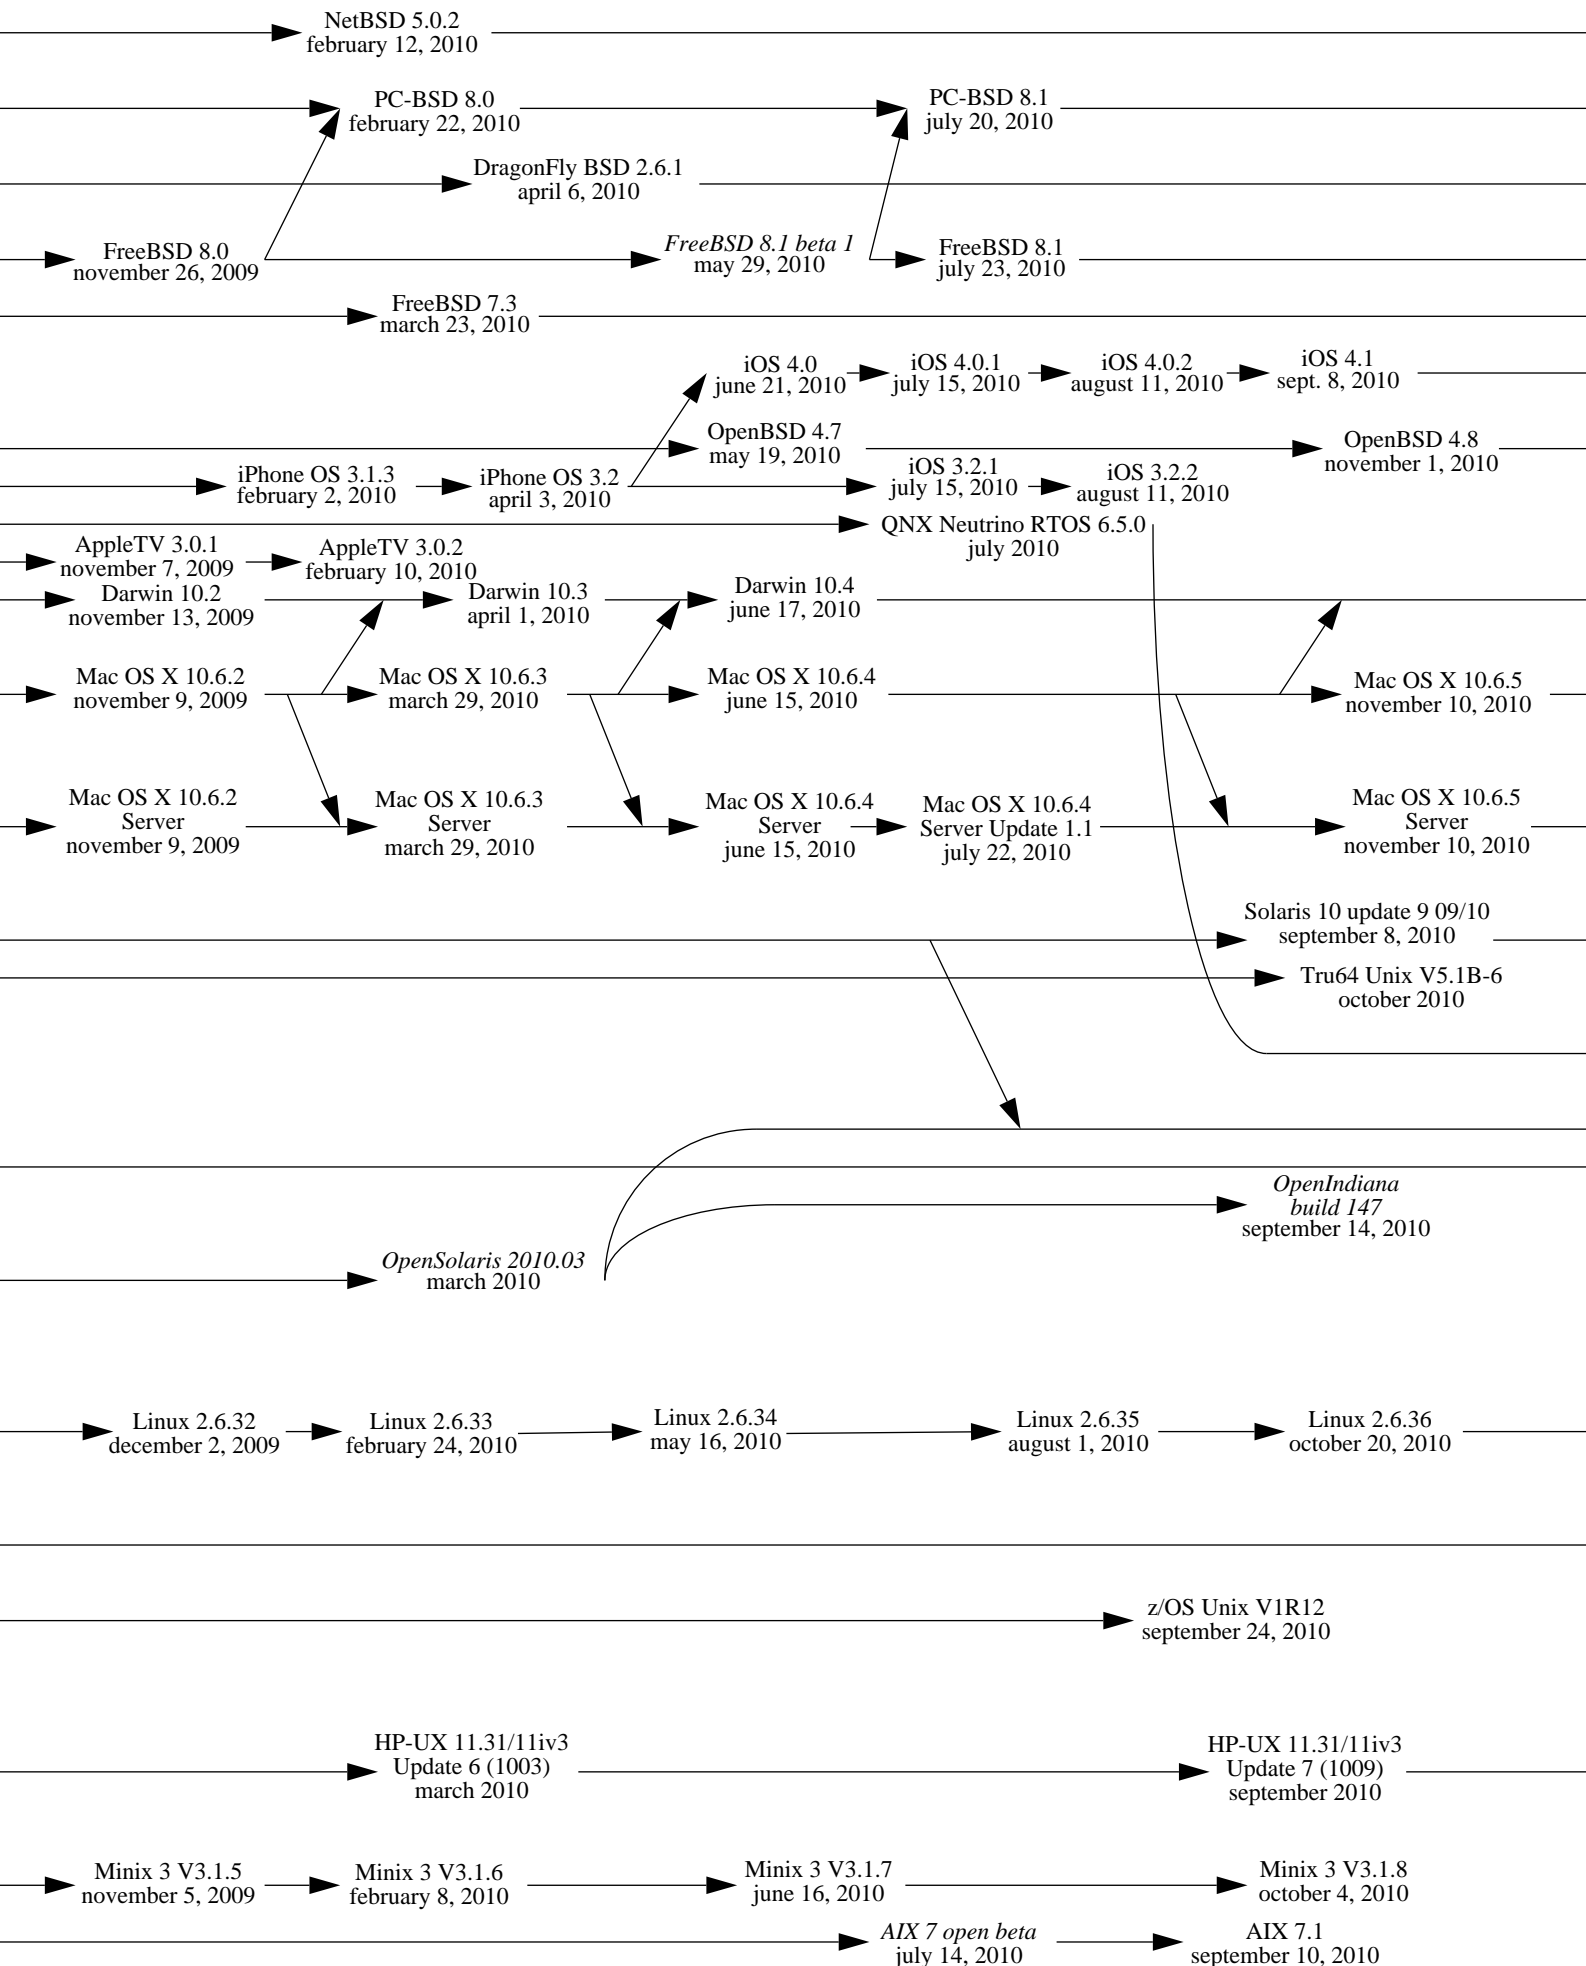 NetBSD 5.0.2
february 12, 2010
PC-BSD 8.0
february 22, 2010
PC-BSD 8.1
july 20, 2010
DragonFly BSD 2.6.1
april 6, 2010
FreeBSD 8.0
november 26, 2009
FreeBSD 8.1 beta 1
may 29, 2010
FreeBSD 8.1
july 23, 2010
FreeBSD 7.3
march 23, 2010
iOS 4.0
june 21, 2010
iOS 4.0.1
july 15, 2010
iOS 4.0.2
august 11, 2010
iOS 4.1
sept. 8, 2010
OpenBSD 4.7
may 19, 2010
OpenBSD 4.8
november 1, 2010
iPhone OS 3.1.3
february 2, 2010
iPhone OS 3.2
april 3, 2010
iOS 3.2.1
july 15, 2010
iOS 3.2.2
august 11, 2010
QNX Neutrino RTOS 6.5.0
july 2010
AppleTV 3.0.1
november 7, 2009
AppleTV 3.0.2
february 10, 2010
Darwin 10.2
november 13, 2009
Darwin 10.3
april 1, 2010
Darwin 10.4
june 17, 2010
Mac OS X 10.6.2
november 9, 2009
Mac OS X 10.6.3
march 29, 2010
Mac OS X 10.6.4
june 15, 2010
Mac OS X 10.6.5
november 10, 2010
Mac OS X 10.6.2
Server
november 9, 2009
Mac OS X 10.6.3
Server
march 29, 2010
Mac OS X 10.6.4
Server
june 15, 2010
Mac OS X 10.6.4
Server Update 1.1
july 22, 2010
Mac OS X 10.6.5
Server
november 10, 2010
Solaris 10 update 9 09/10
september 8, 2010
Tru64 Unix V5.1B-6
october 2010
OpenIndiana
build 147
september 14, 2010
OpenSolaris 2010.03
march 2010
Linux 2.6.32
december 2, 2009
Linux 2.6.33
february 24, 2010
Linux 2.6.34
may 16, 2010
Linux 2.6.35
august 1, 2010
Linux 2.6.36
october 20, 2010
z/OS Unix V1R12
september 24, 2010
HP-UX 11.31/11iv3
Update 6 (1003)
march 2010
HP-UX 11.31/11iv3
Update 7 (1009)
september 2010
Minix 3 V3.1.5
november 5, 2009
Minix 3 V3.1.6
february 8, 2010
Minix 3 V3.1.7
june 16, 2010
Minix 3 V3.1.8
october 4, 2010
AIX 7 open beta
july 14, 2010
AIX 7.1
september 10, 2010